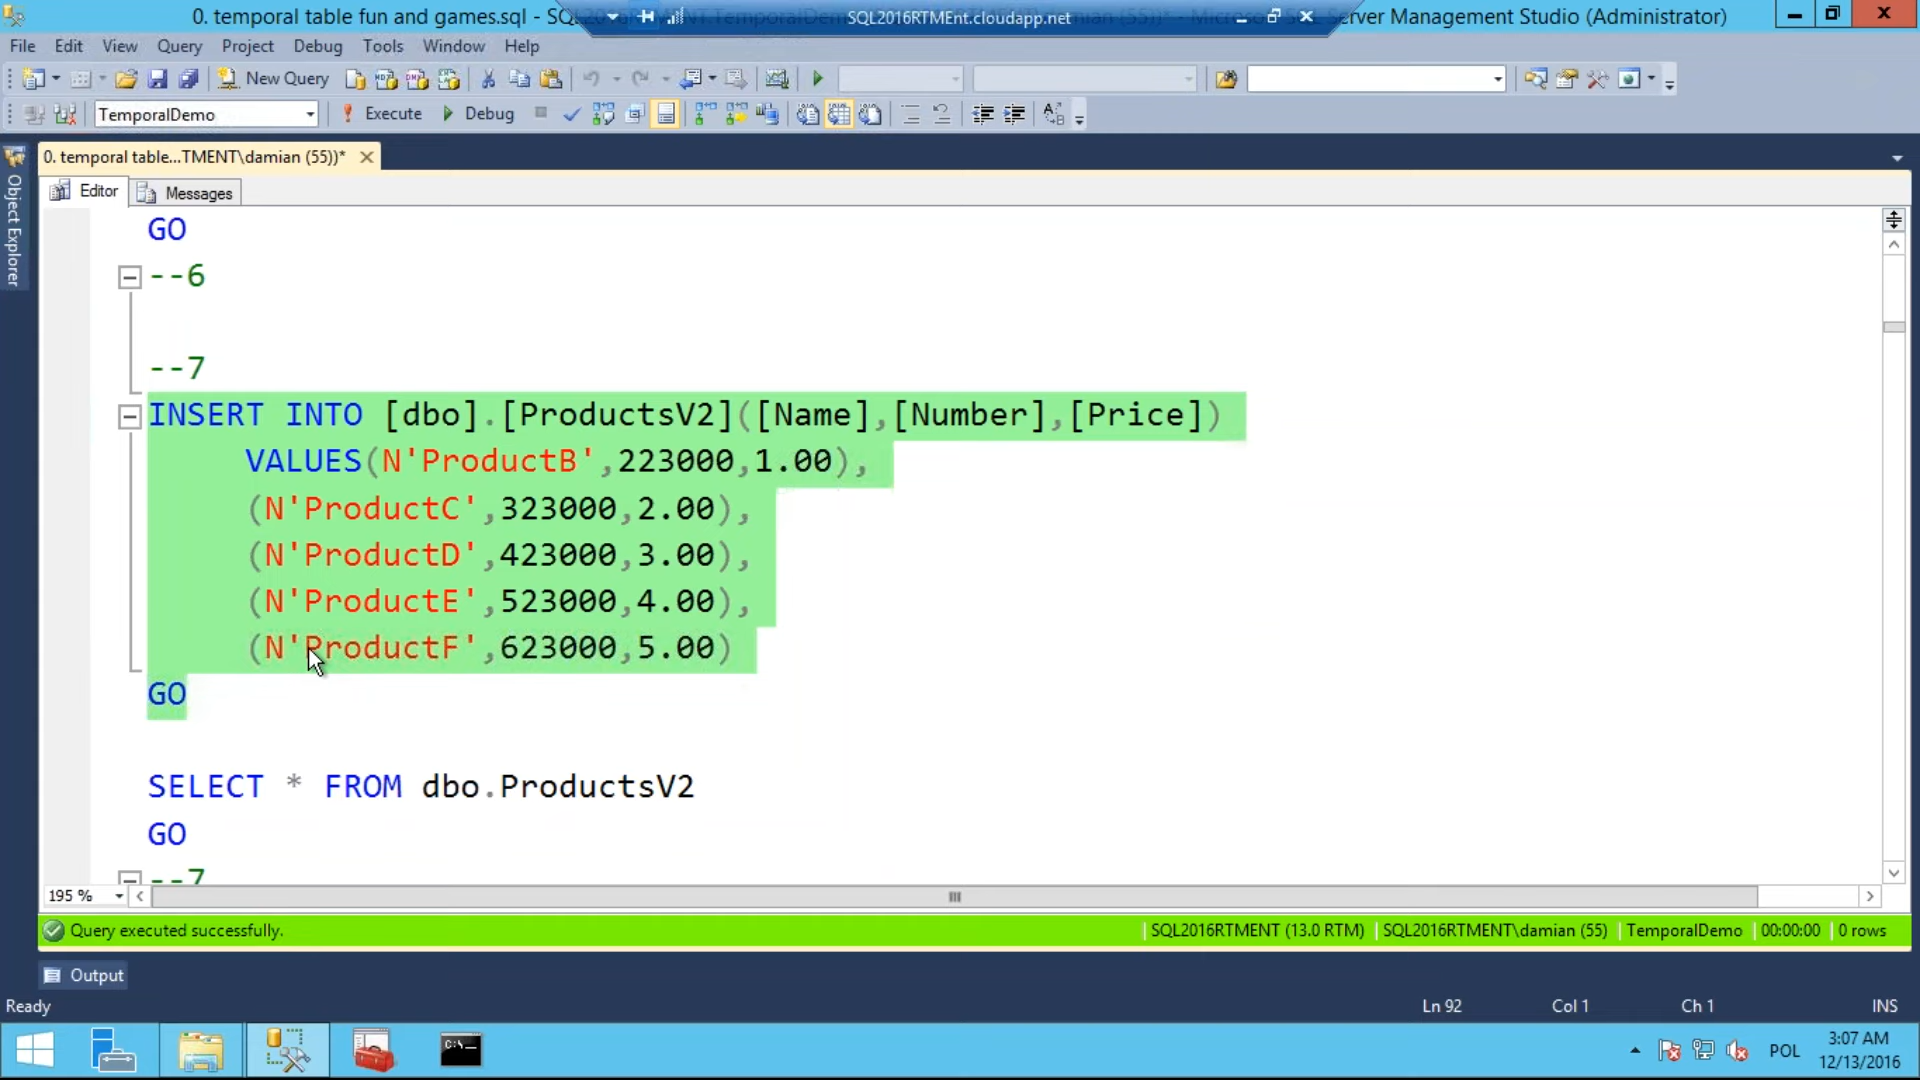 0. temporal table fun and games.sql - SQL2016RTMENT.TemporalDemo
SQL2016RTMEnt.cloudapp.net
Server Management Studio (Administrator)
File Edit View Query Project Debug Tools Window Help
New Query
TemporalDemo Execute Debug
0. temporal table...TMENT\damian (55))*
Object Explorer
Editor Messages
GO
--6
--7
INSERT INTO [dbo].[ProductsV2]([Name],[Number],[Price])
VALUES(N'ProductB',223000,1.00),
(N'ProductC',323000,2.00),
(N'ProductD',423000,3.00),
(N'ProductE',523000,4.00),
(N'ProductF',623000,5.00)
GO
SELECT * FROM dbo.ProductsV2
GO
--7
195 %
Query executed successfully. SQL2016RTMENT (13.0 RTM) SQL2016RTMENT\damian (55) TemporalDemo 00:00:00 0 rows
Output
Ready Ln 92 Col 1 Ch 1 INS
C:\_
POL
3:07 AM
12/13/2016